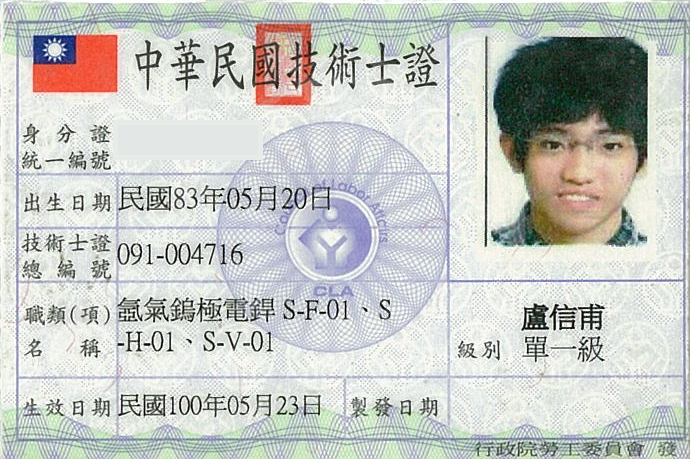 中華民國技術士證
身分證
統一編號
出生日期 民國83年05月20日
技術士證
總編號 091-004716
職類(項) 氬氣鎢極電銲 S-F-01、S
名稱 -H-01、S-V-01
盧信甫
級別 單一級
生效日期 民國100年05月23日 製發日期
Council of Labor Affairs
CLA
行政院勞工委員會 發